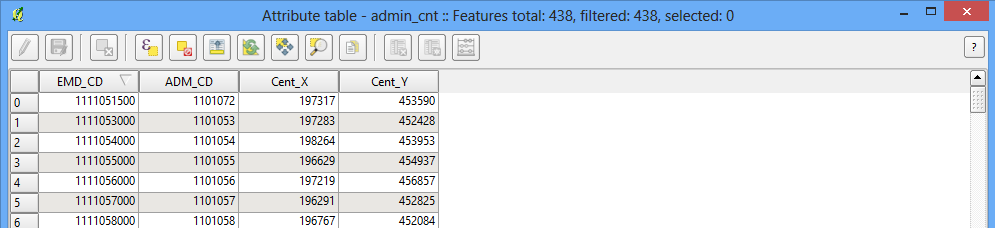 Attribute table - admin_cnt :: Features total: 438, filtered: 438, selected: 0
?
EMD_CD ADM_CD Cent_X Cent_Y
0 1111051500 1101072 197317 453590
1 1111053000 1101053 197283 452428
2 1111054000 1101054 198264 453953
3 1111055000 1101055 196629 454937
4 1111056000 1101056 197219 456857
5 1111057000 1101057 196291 452825
6 1111058000 1101058 196767 452084